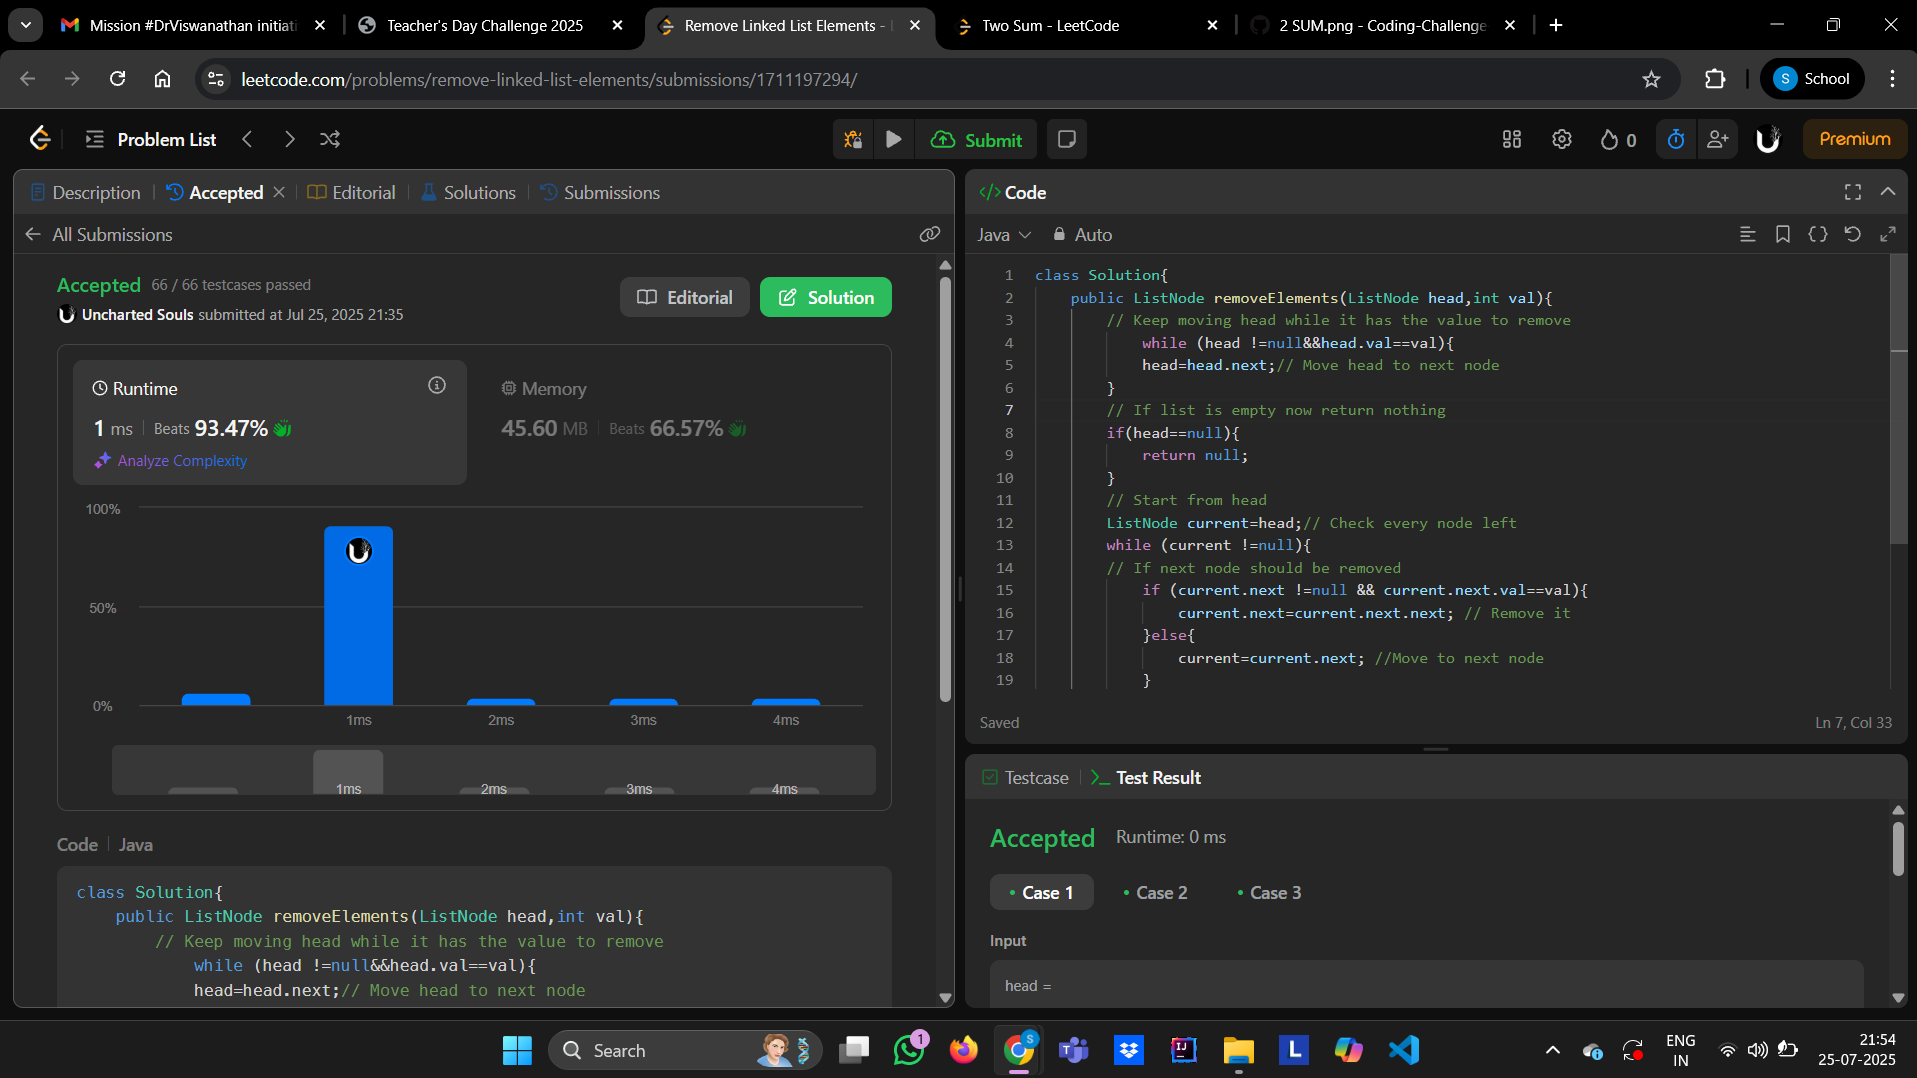 Mission #DrViswanathan initiati
Teacher's Day Challenge 2025
Remove Linked List Elements -
Two Sum - LeetCode
2 SUM.png - Coding-Challenge
leetcode.com/problems/remove-linked-list-elements/submissions/1711197294/
S School
Problem List
Submit
0
Premium
Description
Accepted
Editorial
Solutions
Submissions
All Submissions
Accepted 66 / 66 testcases passed
Uncharted Souls submitted at Jul 25, 2025 21:35
Editorial
Solution
Runtime
1 ms Beats 93.47%
Analyze Complexity
Memory
45.60 MB Beats 66.57%
100%
50%
0%
1ms 2ms 3ms 4ms
1ms 2ms 3ms 4ms
Code Java
class Solution{
public ListNode removeElements(ListNode head,int val){
// Keep moving head while it has the value to remove
while (head !=null&&head.val==val){
head=head.next;// Move head to next node
</> Code
Java Auto
1 class Solution{
2 public ListNode removeElements(ListNode head,int val){
3 // Keep moving head while it has the value to remove
4 while (head !=null&&head.val==val){
5 head=head.next;// Move head to next node
6 }
7 // If list is empty now return nothing
8 if(head==null){
9 return null;
10 }
11 // Start from head
12 ListNode current=head;// Check every node left
13 while (current !=null){
14 // If next node should be removed
15 if (current.next !=null && current.next.val==val){
16 current.next=current.next.next; // Remove it
17 }else{
18 current=current.next; //Move to next node
19 }
Saved
Ln 7, Col 33
Testcase
>_ Test Result
Accepted Runtime: 0 ms
• Case 1 • Case 2 • Case 3
Input
head =
Search
1
S
L
ENG
IN
21:54
25-07-2025